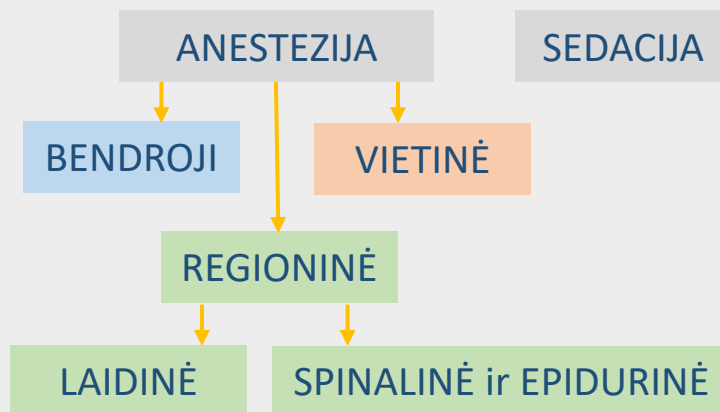 ANESTEZIJA
SEDACIJA
BENDROJI
VIETINĖ
REGIONINĖ
LAIDINĖ
SPINALINĖ ir EPIDURINĖ